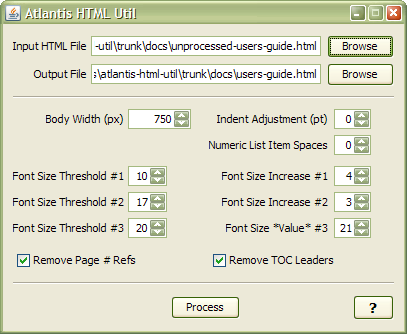 Atlantis HTML Util
Input HTML File -util\trunk\docs\unprocessed-users-guide.html Browse
Output File s\atlantis-html-util\trunk\docs\users-guide.html Browse
Body Width (px) 750 Indent Adjustment (pt) 0
Numeric List Item Spaces 0
Font Size Threshold #1 10 Font Size Increase #1 4
Font Size Threshold #2 17 Font Size Increase #2 3
Font Size Threshold #3 20 Font Size *Value* #3 21
Remove Page # Refs Remove TOC Leaders
Process ?